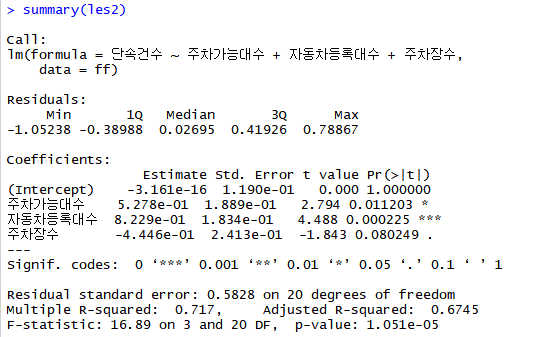 > summary(les2)
Call:
lm(formula = 단속건수 ~ 주차가능대수 + 자동차등록대수 + 주차장수,
    data = ff)
Residuals:
     Min       1Q   Median       3Q      Max
-1.05238 -0.38988  0.02695  0.41926  0.78867
Coefficients:
                 Estimate Std. Error t value Pr(>|t|)
(Intercept)    -3.161e-16  1.190e-01   0.000 1.000000
주차가능대수    5.278e-01  1.889e-01   2.794 0.011203 *
자동차등록대수  8.229e-01  1.834e-01   4.488 0.000225 ***
주차장수       -4.446e-01  2.413e-01  -1.843 0.080249 .
---
Signif. codes:  0 ‘***’ 0.001 ‘**’ 0.01 ‘*’ 0.05 ‘.’ 0.1 ‘ ’ 1
Residual standard error: 0.5828 on 20 degrees of freedom
Multiple R-squared:  0.717,     Adjusted R-squared:  0.6745
F-statistic: 16.89 on 3 and 20 DF,  p-value: 1.051e-05